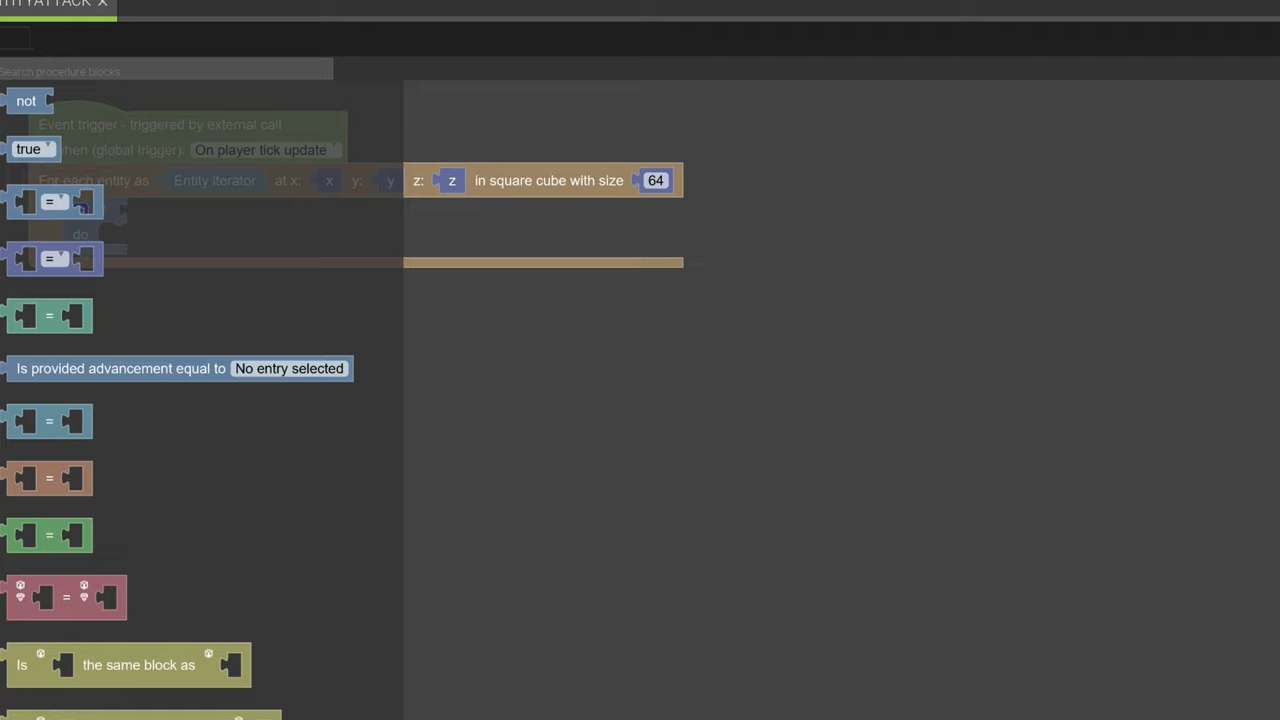 ATTACK X
Search procedure blocks
not
Event trigger - triggered by external call
true
when (global trigger): On player tick update
For each entity as Entity iterator at x: x y: y z: z in square cube with size 64
=
do
=
=
Is provided advancement equal to No entry selected
=
=
=
=
Is the same block as